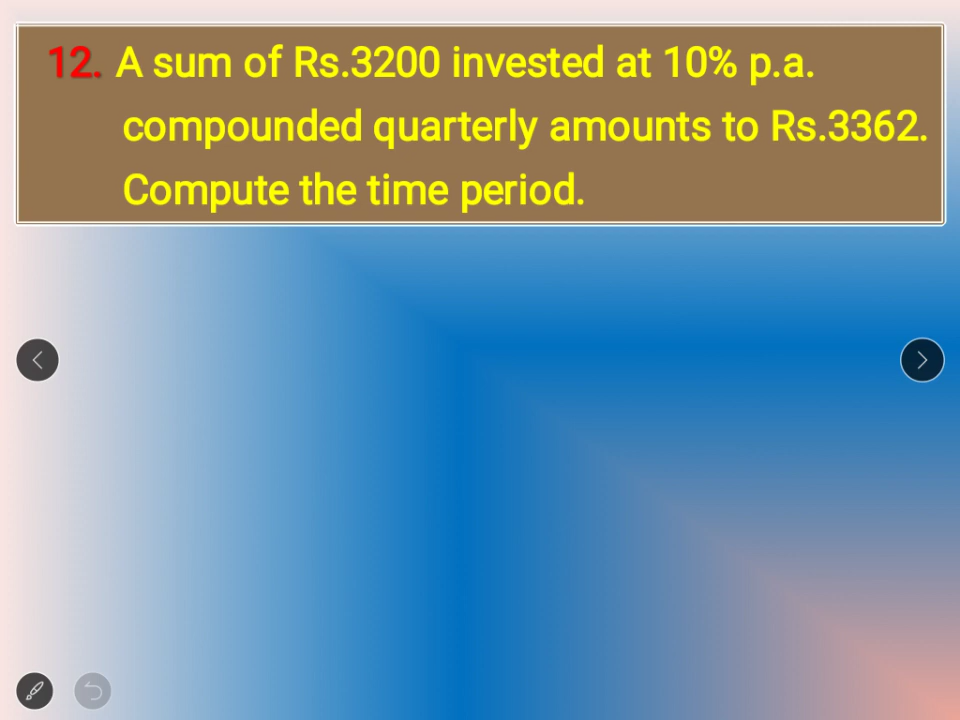 12. A sum of Rs.3200 invested at 10% p.a.
compounded quarterly amounts to Rs.3362.
Compute the time period.